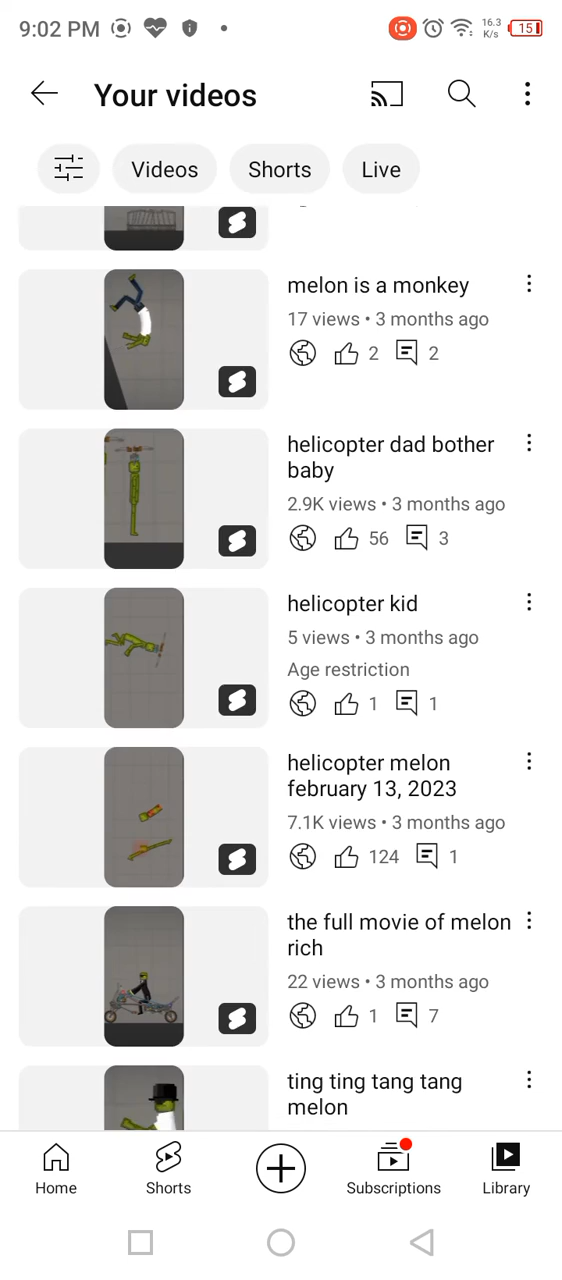 9:02 PM
16.3
K/s
15
Your videos
Videos
Shorts
Live
melon is a monkey
17 views • 3 months ago
2
2
helicopter dad bother
baby
2.9K views • 3 months ago
56
3
helicopter kid
5 views • 3 months ago
Age restriction
1
1
helicopter melon
february 13, 2023
7.1K views • 3 months ago
124
1
the full movie of melon
rich
22 views • 3 months ago
1
7
ting ting tang tang
melon
Home
Shorts
Subscriptions
Library